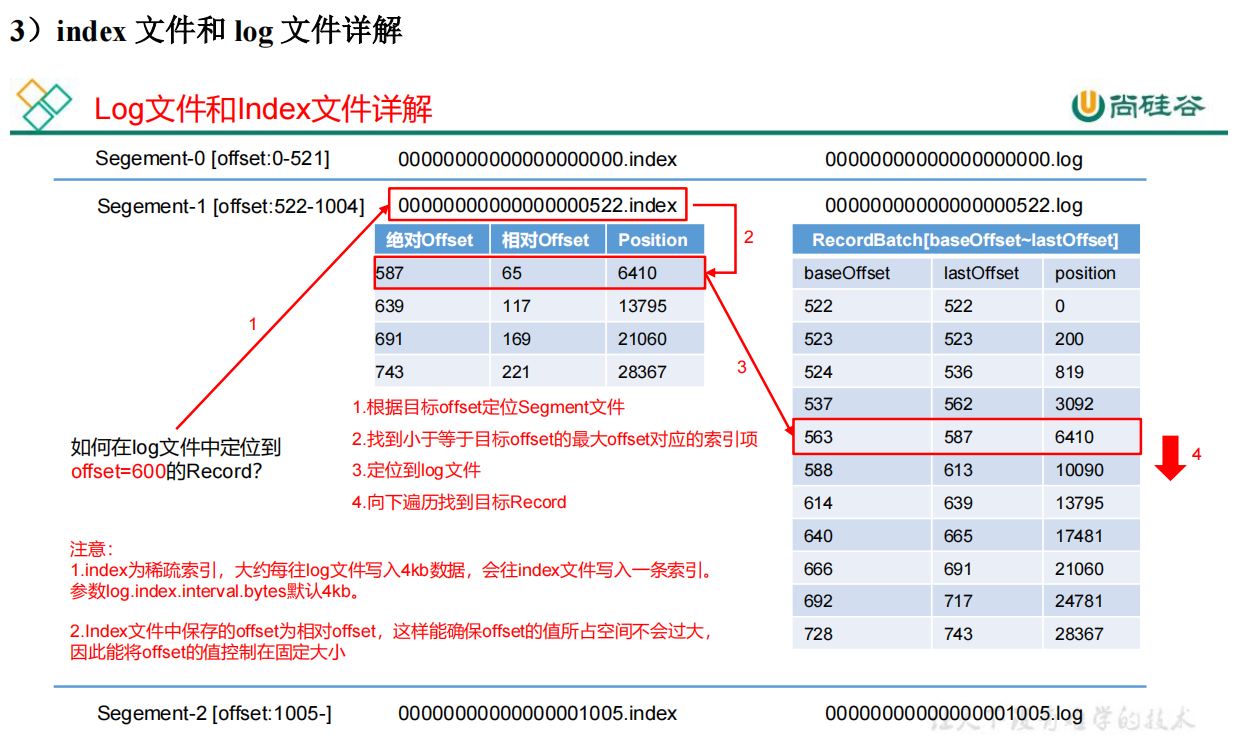 3）index 文件和 log 文件详解
Log文件和Index文件详解
尚硅谷
Segement-0 [offset:0-521]
00000000000000000000.index
00000000000000000000.log
Segement-1 [offset:522-1004]
00000000000000000522.index
00000000000000000522.log
绝对Offset 相对Offset Position
587 65 6410
639 117 13795
691 169 21060
743 221 28367
RecordBatch[baseOffset~lastOffset]
baseOffset lastOffset position
522 522 0
523 523 200
524 536 819
537 562 3092
563 587 6410
588 613 10090
614 639 13795
640 665 17481
666 691 21060
692 717 24781
728 743 28367
1
2
3
4
1.根据目标offset定位Segment文件
2.找到小于等于目标offset的最大offset对应的索引项
3.定位到log文件
4.向下遍历找到目标Record
如何在log文件中定位到
offset=600的Record？
注意：
1.index为稀疏索引，大约每往log文件写入4kb数据，会往index文件写入一条索引。
参数log.index.interval.bytes默认4kb。
2.Index文件中保存的offset为相对offset，这样能确保offset的值所占空间不会过大，
因此能将offset的值控制在固定大小
Segement-2 [offset:1005-]
00000000000000001005.index
00000000000000001005.log